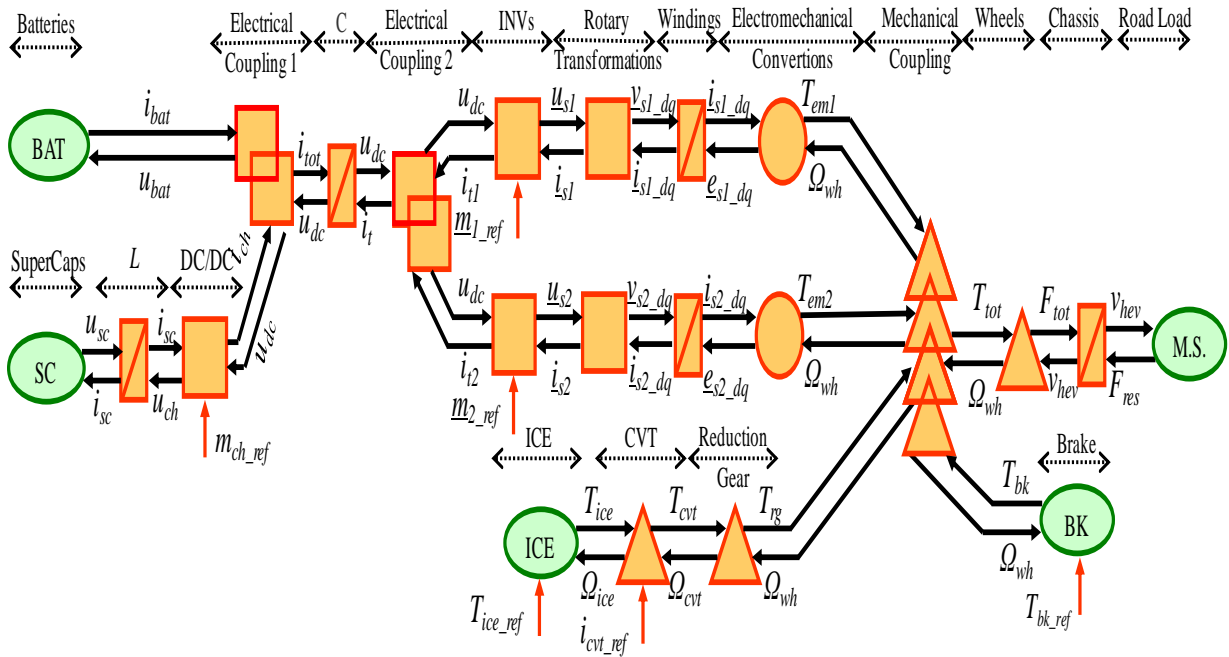 Batteries
Electrical
Coupling 1
C
Electrical
Coupling 2
INVs
Rotary
Transformations
Windings
Electromechanical
Convertions
Mechanical
Coupling
Wheels
Chassis
Road Load
BAT
i_bat
u_bat
i_tot
u_dc
u_dc
i_t
u_dc
i_t1
m_1_ref
u_s1
i_s1
v_s1_dq
i_s1_dq
i_s1_dq
e_s1_dq
T_em1
Ω_wh
SuperCaps
L
DC/DC
i_ch
u_dc
SC
u_sc
i_sc
i_sc
u_ch
m_ch_ref
u_dc
i_t2
m_2_ref
u_s2
i_s2
v_s2_dq
i_s2_dq
i_s2_dq
e_s2_dq
T_em2
Ω_wh
T_tot
Ω_wh
F_tot
v_hev
v_hev
F_res
M.S.
ICE
CVT
Reduction
Gear
ICE
T_ice
Ω_ice
T_cvt
Ω_cvt
T_rg
Ω_wh
T_ice_ref
i_cvt_ref
Brake
T_bk
BK
Ω_wh
T_bk_ref